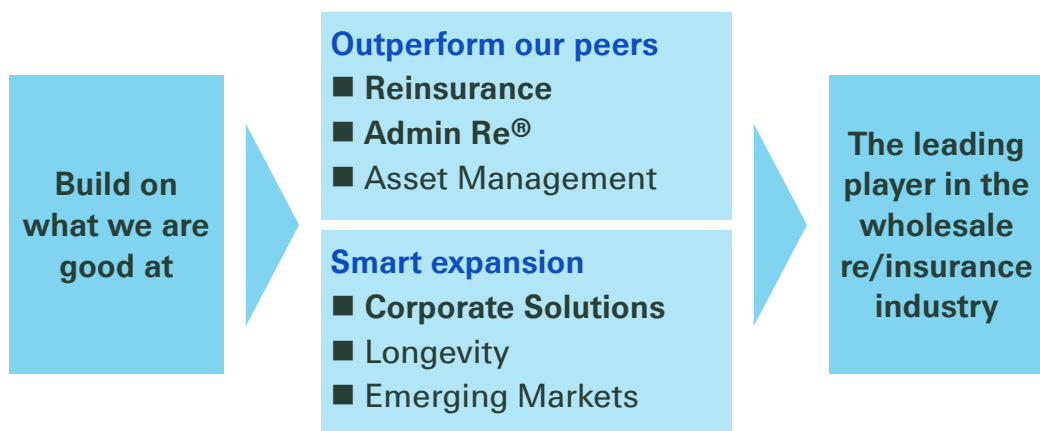 Build on
what we are
good at
Outperform our peers
■ Reinsurance
■ Admin Re®
■ Asset Management
Smart expansion
■ Corporate Solutions
■ Longevity
■ Emerging Markets
The leading
player in the
wholesale
re/insurance
industry